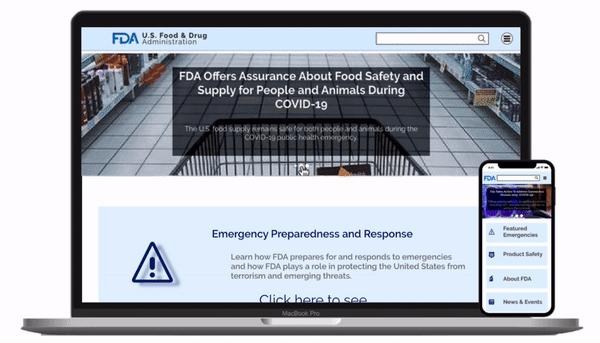 FDA U.S. Food & Drug
Administration
FDA Offers Assurance About Food Safety and
Supply for People and Animals During
COVID-19
The U.S. food supply remains safe for both people and animals during the
COVID-19 public health emergency.
Emergency Preparedness and Response
Learn how FDA prepares for and responds to emergencies
and how FDA plays a role in protecting the United States from
terrorism and emerging threats.
Click here to see
MacBook Pro
FDA
Featured
Emergencies
Product Safety
About FDA
News & Events